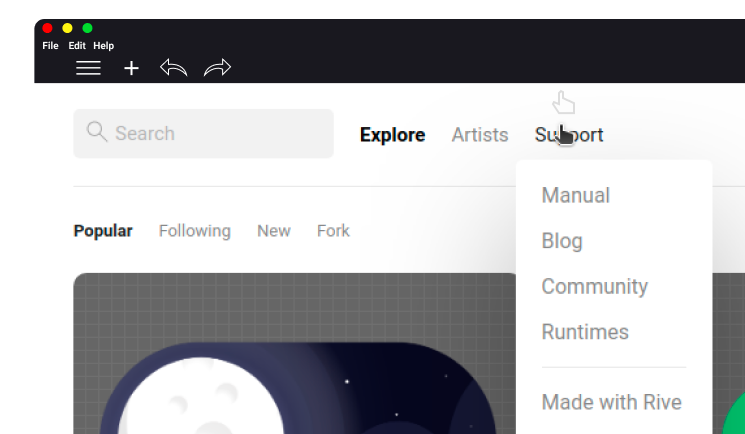 File Edit Help
Search Explore Artists Support
Manual
Popular Following New Fork
Blog
Community
Runtimes
Made with Rive